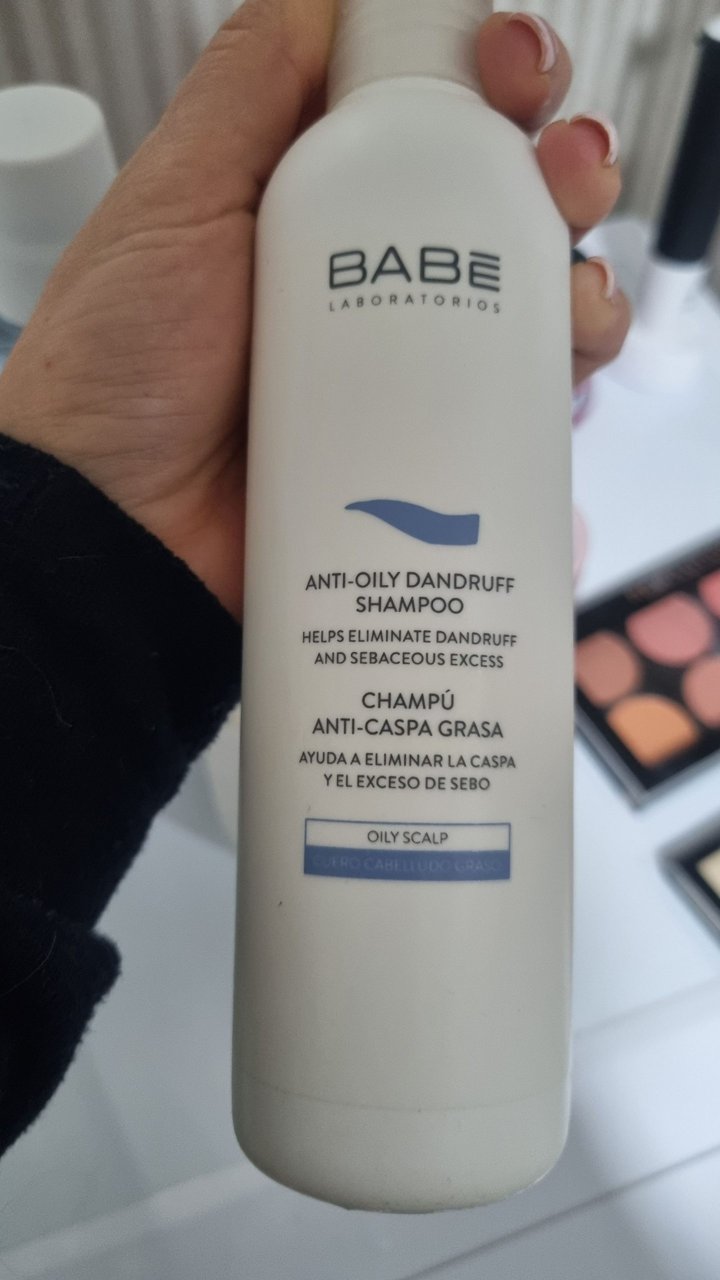 BABĒ
LABORATORIOS
ANTI-OILY DANDRUFF
SHAMPOO
HELPS ELIMINATE DANDRUFF
AND SEBACEOUS EXCESS
CHAMPÚ
ANTI-CASPA GRASA
AYUDA A ELIMINAR LA CASPA
Y EL EXCESO DE SEBO
OILY SCALP
CUERO CABELLUDO GRASO